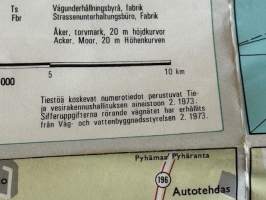 Ts Vägunderhållningsbyrå, fabrik
Fbr Strassenunterhaltungsbüro, Fabrik
Åker, torvmark, 20 m höjdkurvor
Acker, Moor, 20 m Höhenkurven
000 5 10 km
Tiestöä koskevat numerotiedot perustuvat Tie-
ja vesirakennushallituksen aineistoon 2. 1973.
Sifferuppgifterna rörande vägnätet har erhållits
från Väg- och vattenbyggnadsstyrelsen 2. 1973.
Pyhämaa Pyhäranta
196
Autotehdas